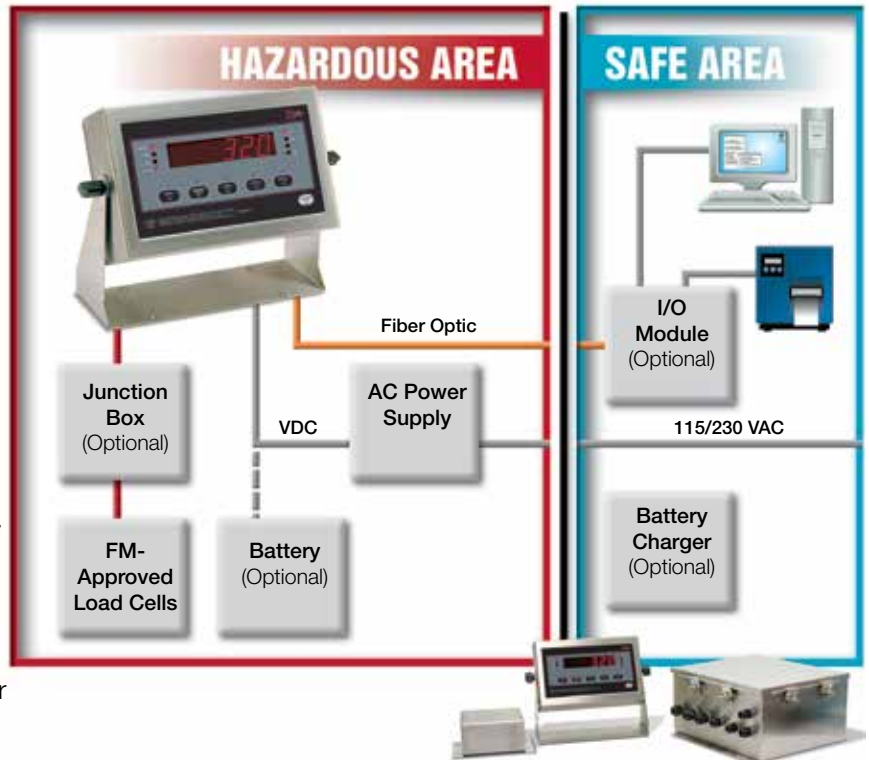 HAZARDOUS AREA
SAFE AREA
320
Fiber Optic
I/O
Module
(Optional)
Junction
Box
(Optional)
VDC
AC Power
Supply
115/230 VAC
FM-
Approved
Load Cells
Battery
(Optional)
Battery
Charger
(Optional)
320
r